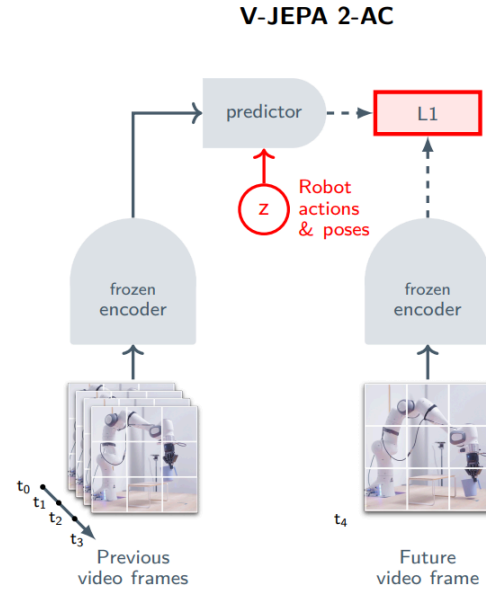 V-JEPA 2-AC
predictor
L1
z
Robot
actions
& poses
frozen
encoder
frozen
encoder
t0
t1
t2
t3
t4
Previous
video frames
Future
video frame